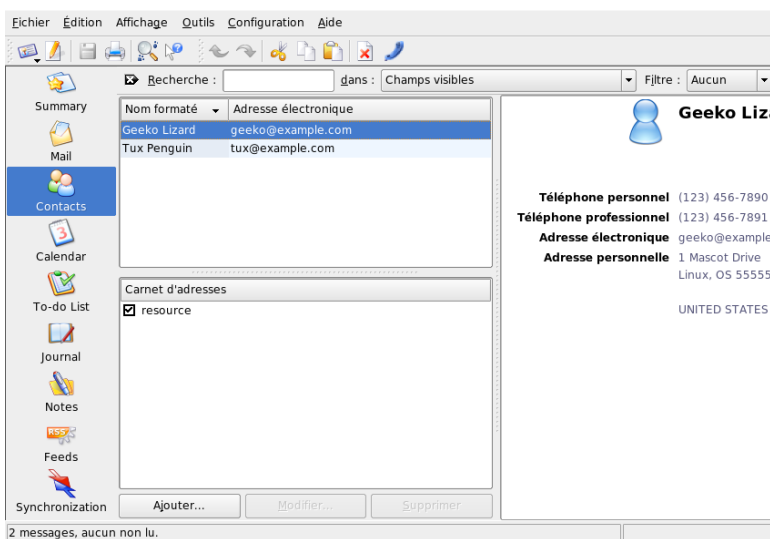 Fichier Édition Affichage Outils Configuration Aide
Recherche : dans : Champs visibles Filtre : Aucun
Summary
Mail
Contacts
Calendar
To-do List
Journal
Notes
Feeds
Synchronization
Nom formaté Adresse électronique
Geeko Lizard geeko@example.com
Tux Penguin tux@example.com
Carnet d'adresses
resource
Ajouter... Modifier... Supprimer
Geeko Liz
Téléphone personnel (123) 456-7890
Téléphone professionnel (123) 456-7891
Adresse électronique geeko@example
Adresse personnelle 1 Mascot Drive
Linux, OS 55555
UNITED STATES
2 messages, aucun non lu.